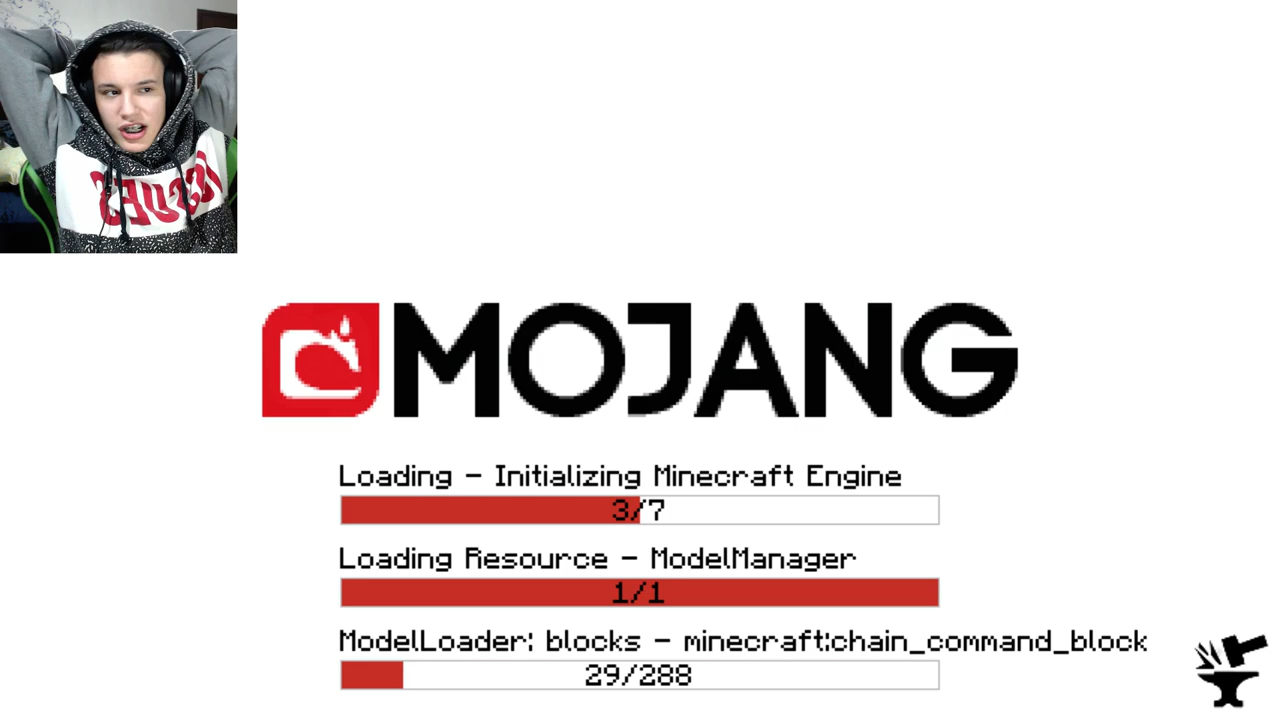 MOJANG
Loading - Initializing Minecraft Engine
3/7
Loading Resource - ModelManager
1/1
ModelLoader: blocks - minecraft:chain_command_block
29/288